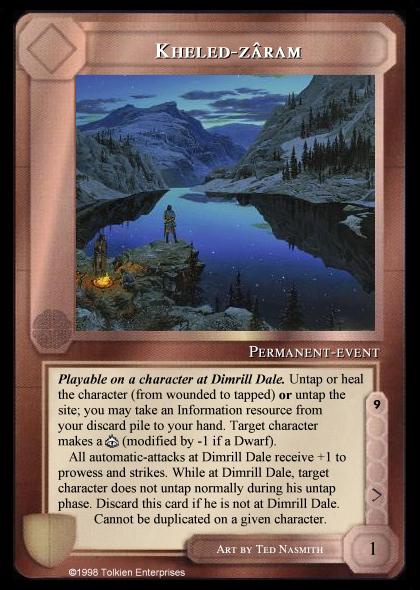 Kheled-zâram
Permanent-event
Playable on a character at Dimrill Dale. Untap or heal
the character (from wounded to tapped) or untap the
site; you may take an Information resource from
your discard pile to your hand. Target character
makes a (modified by -1 if a Dwarf).
All automatic-attacks at Dimrill Dale receive +1 to
prowess and strikes. While at Dimrill Dale, target
character does not untap normally during his untap
phase. Discard this card if he is not at Dimrill Dale.
Cannot be duplicated on a given character.
9
Art by Ted Nasmith
1
©1998 Tolkien Enterprises